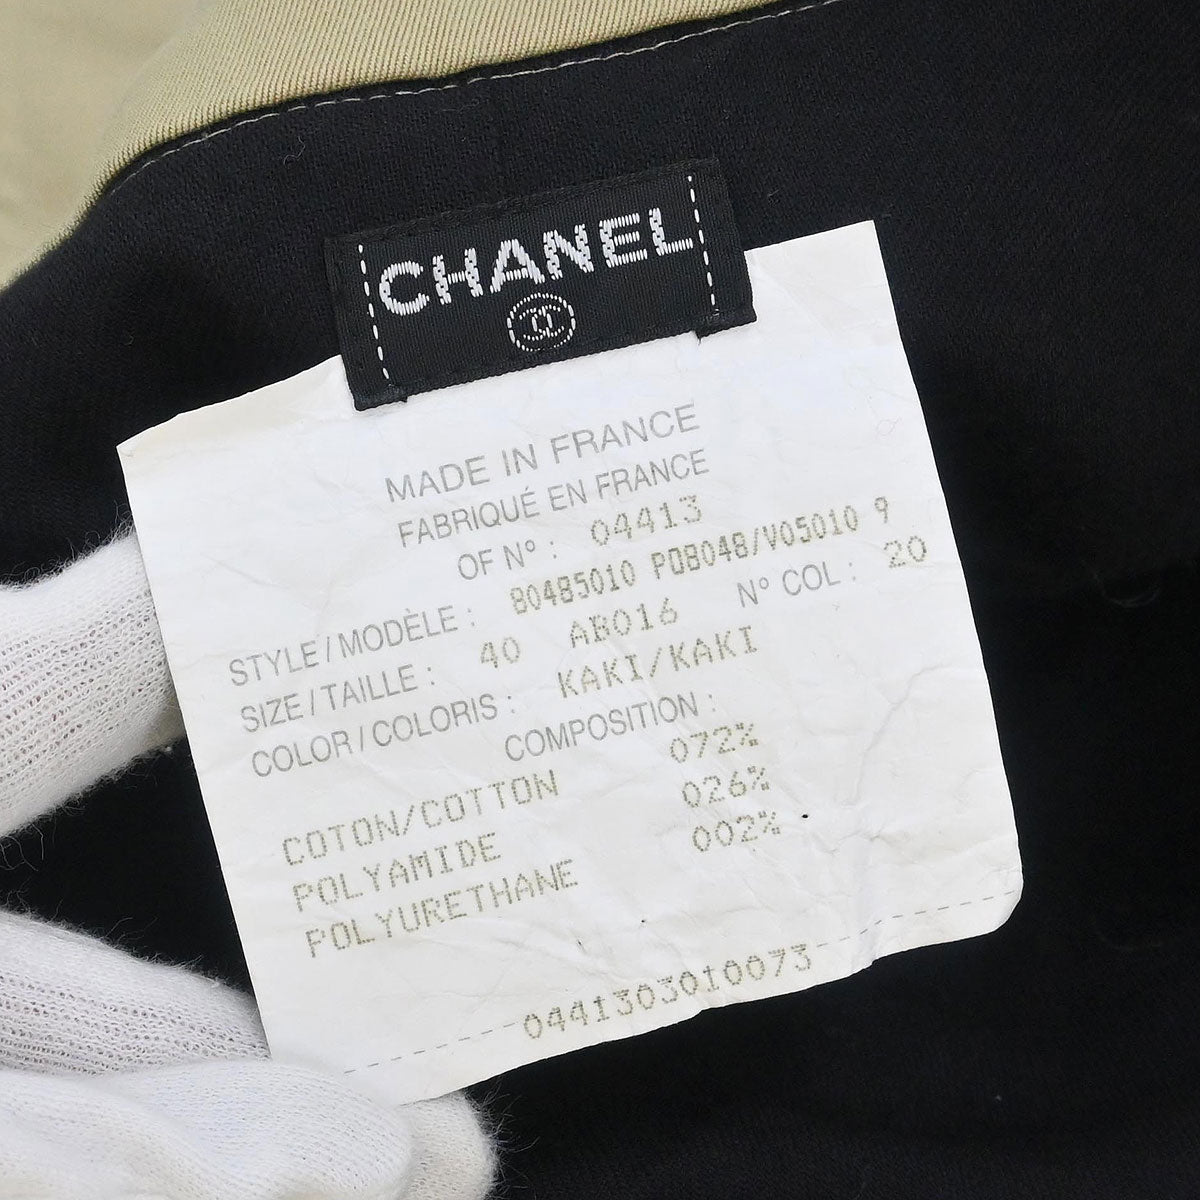 CHANEL
MADE IN FRANCE
FABRIQUÉ EN FRANCE
OF N° : 04413
STYLE/MODÈLE : 80485010 P08048/V05010 9
SIZE/TAILLE : 40 AB016 N° COL : 20
COLOR/COLORIS : KAKI/KAKI
COMPOSITION :
COTON/COTTON 072%
POLYAMIDE 026%
POLYURETHANE 002%
0441303010073